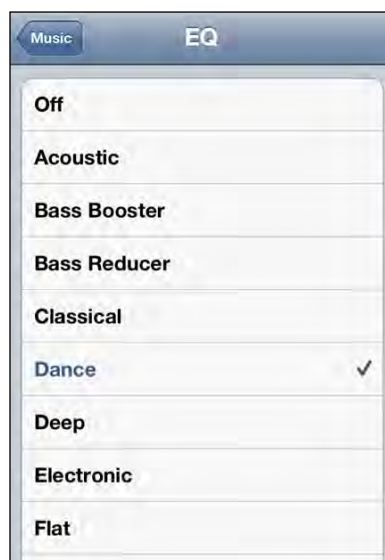 Music
EQ
Off
Acoustic
Bass Booster
Bass Reducer
Classical
Dance
Deep
Electronic
Flat